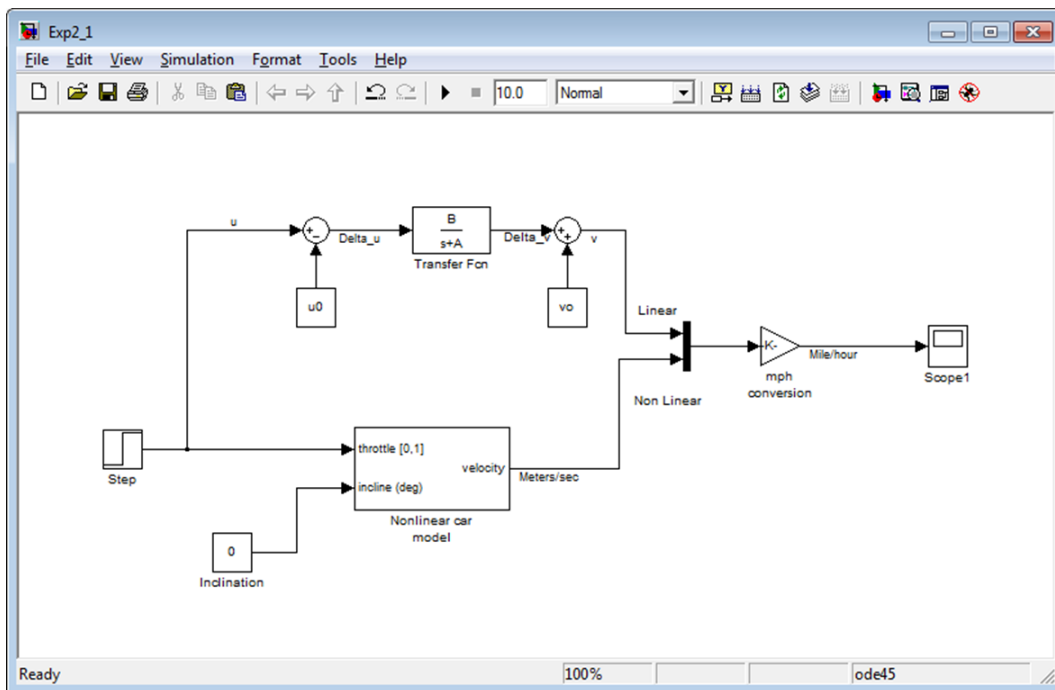 Exp2_1
File Edit View Simulation Format Tools Help
10.0 Normal
u
Delta_u
B
s+A
Transfer Fcn
Delta_v
v
u0
vo
Linear
-K-
Mile/hour
mph
conversion
Scope1
Non Linear
Step
throttle [0,1]
velocity
incline (deg)
Meters/sec
Nonlinear car
model
0
Inclination
Ready 100% ode45